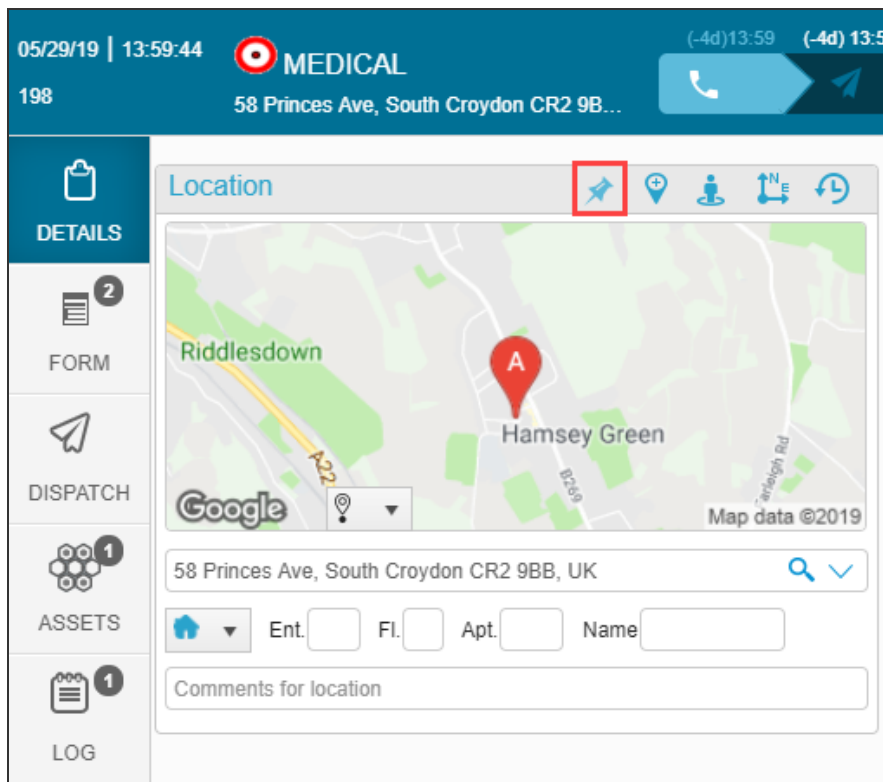 05/29/19 | 13:59:44
198
MEDICAL
58 Princes Ave, South Croydon CR2 9B...
(-4d)13:59
(-4d) 13:5
DETAILS
2
FORM
DISPATCH
1
ASSETS
1
LOG
Location
N
E
Riddlesdown
A
Hamsey Green
A22
B269
Farleigh Rd
Google
Map data ©2019
58 Princes Ave, South Croydon CR2 9BB, UK
Ent. Fl. Apt. Name
Comments for location